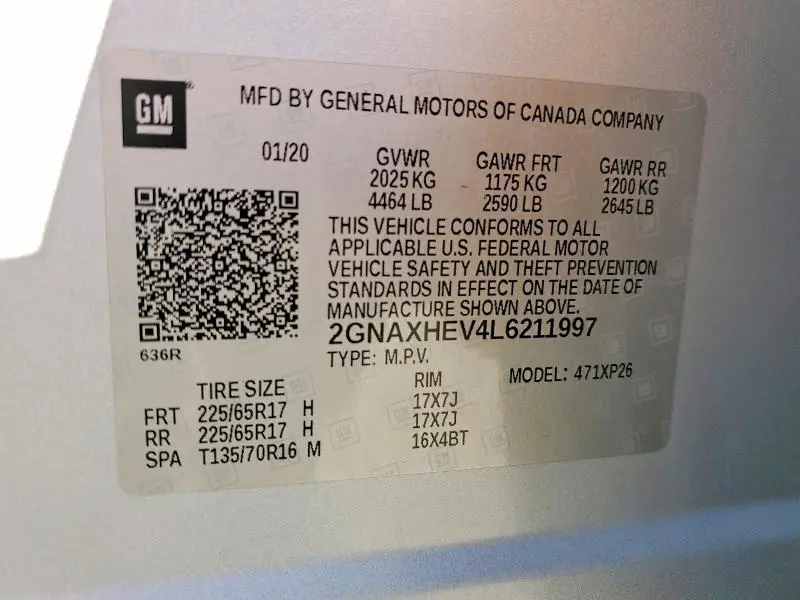 GM
MFD BY GENERAL MOTORS OF CANADA COMPANY
01/20 GVWR GAWR FRT GAWR RR
2025 KG 1175 KG 1200 KG
4464 LB 2590 LB 2645 LB
THIS VEHICLE CONFORMS TO ALL
APPLICABLE U.S. FEDERAL MOTOR
VEHICLE SAFETY AND THEFT PREVENTION
STANDARDS IN EFFECT ON THE DATE OF
MANUFACTURE SHOWN ABOVE.
2GNAXHEV4L6211997
636R
TYPE: M.P.V. MODEL: 471XP26
TIRE SIZE RIM
FRT 225/65R17 H 17X7J
RR 225/65R17 H 17X7J
SPA T135/70R16 M 16X4BT